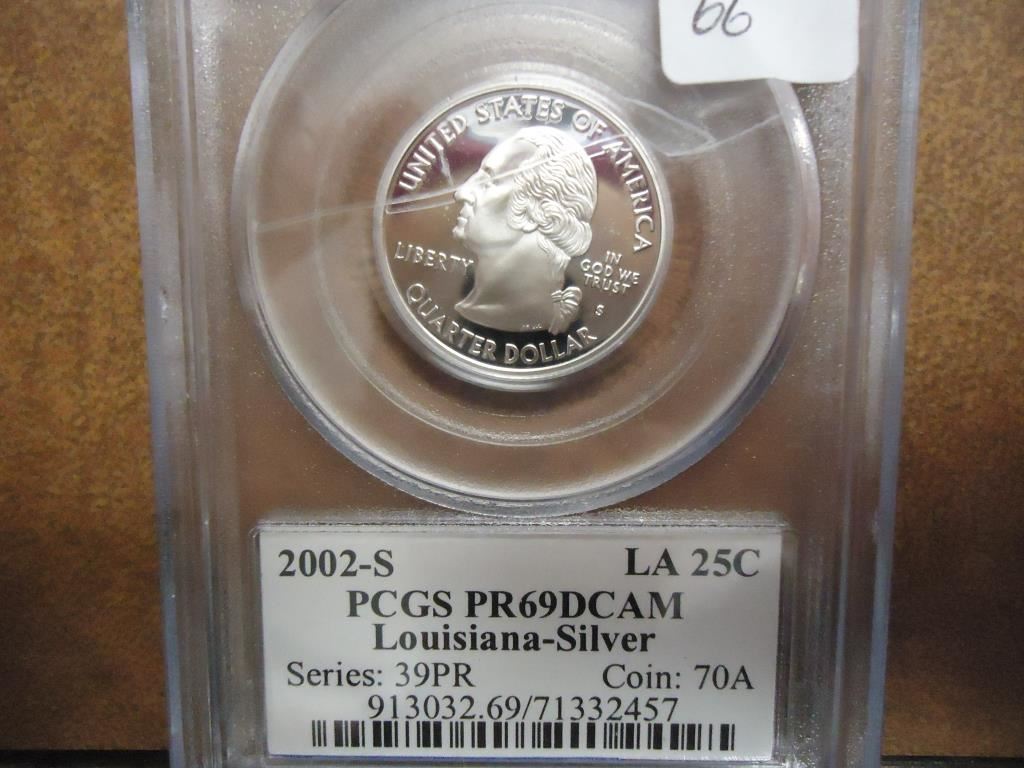 66
UNITED STATES OF AMERICA
LIBERTY
IN
GOD WE
TRUST
S
QUARTER DOLLAR
2002-S LA 25C
PCGS PR69DCAM
Louisiana-Silver
Series: 39PR Coin: 70A
913032.69/71332457